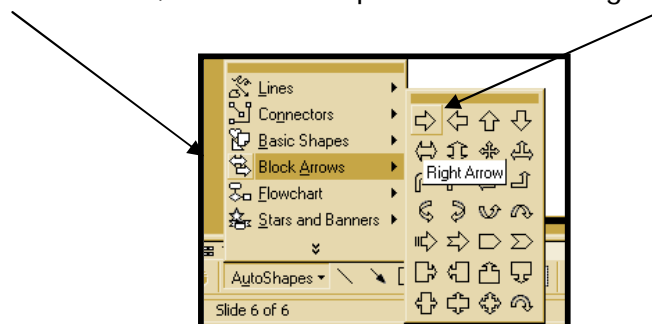 Lines
Connectors
Basic Shapes
Block Arrows
Right Arrow
Flowchart
Stars and Banners
AutoShapes
Slide 6 of 6